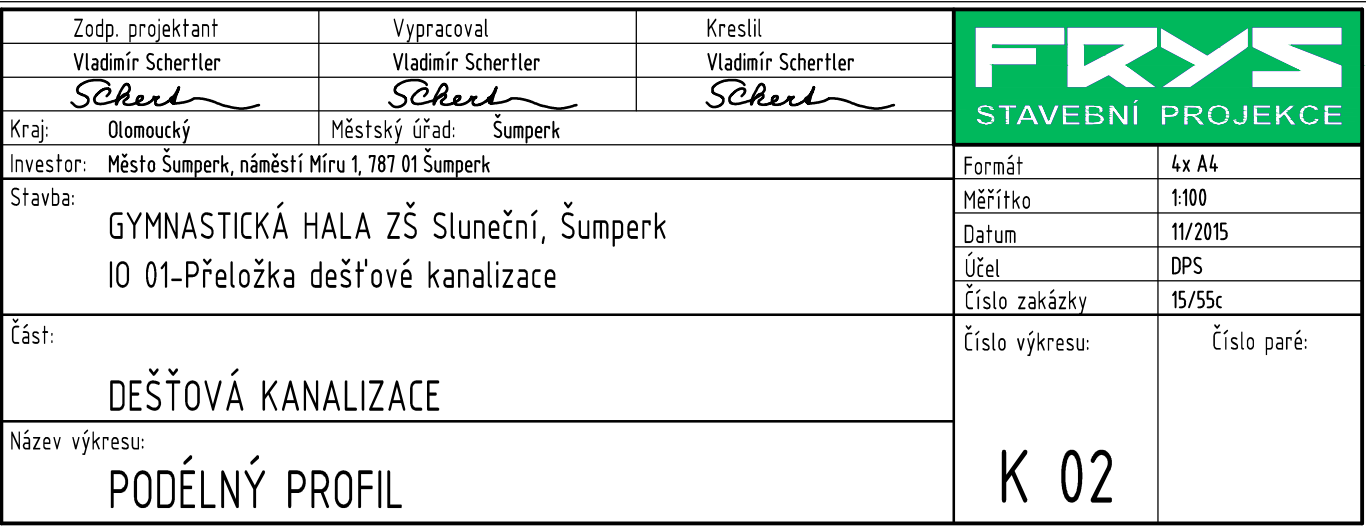 Zodp. projektant Vypracoval Kreslil
Vladimír Schertler Vladimír Schertler Vladimír Schertler
Schert Schert Schert
FRYS
STAVEBNÍ PROJEKCE
Kraj: Olomoucký Městský úřad: Šumperk
Investor: Město Šumperk, náměstí Míru 1, 787 01 Šumperk
Formát 4x A4
Měřítko 1:100
Datum 11/2015
Účel DPS
Číslo zakázky 15/55c
Stavba:
GYMNASTICKÁ HALA ZŠ Sluneční, Šumperk
IO 01-Přeložka dešťové kanalizace
Část:
DEŠŤOVÁ KANALIZACE
Název výkresu:
PODÉLNÝ PROFIL
Číslo výkresu: Číslo paré:
K 02